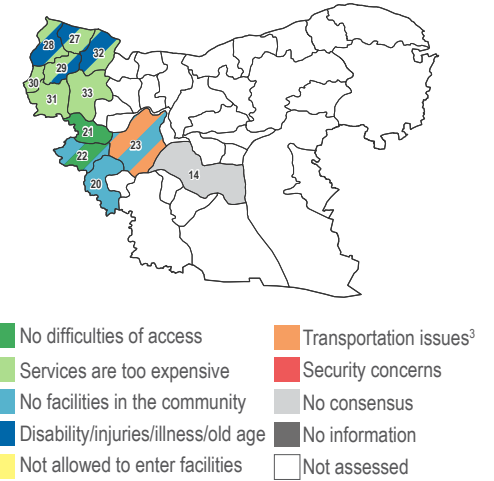 28
27
32
29
30
31
33
21
22
23
20
14
No difficulties of access
Services are too expensive
No facilities in the community
Disability/injuries/illness/old age
Not allowed to enter facilities
Transportation issues³
Security concerns
No consensus
No information
Not assessed